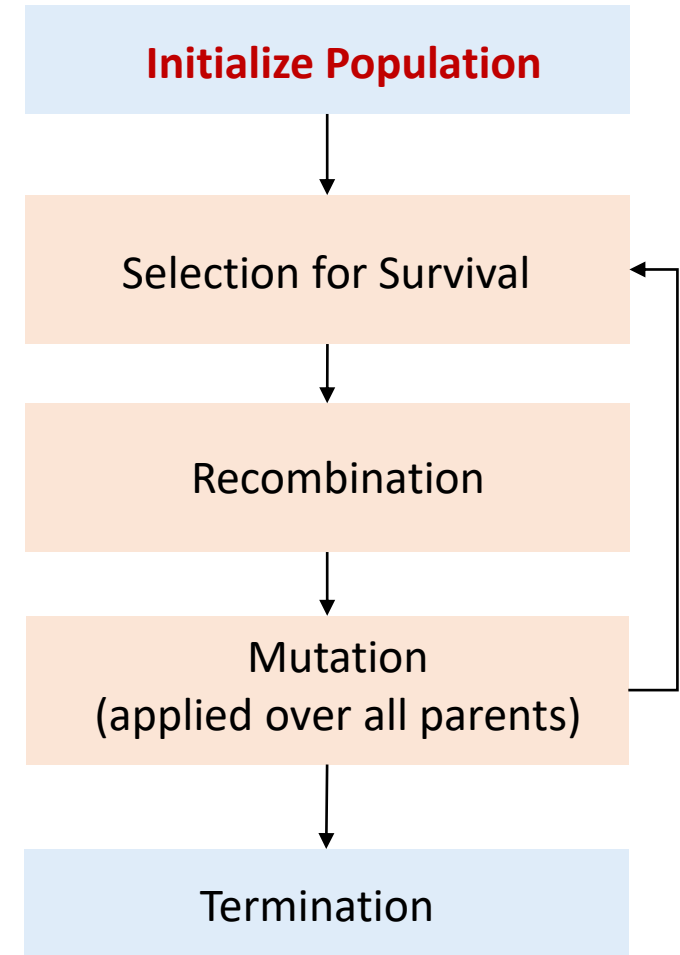 Initialize Population
Selection for Survival
Recombination
Mutation
(applied over all parents)
Termination